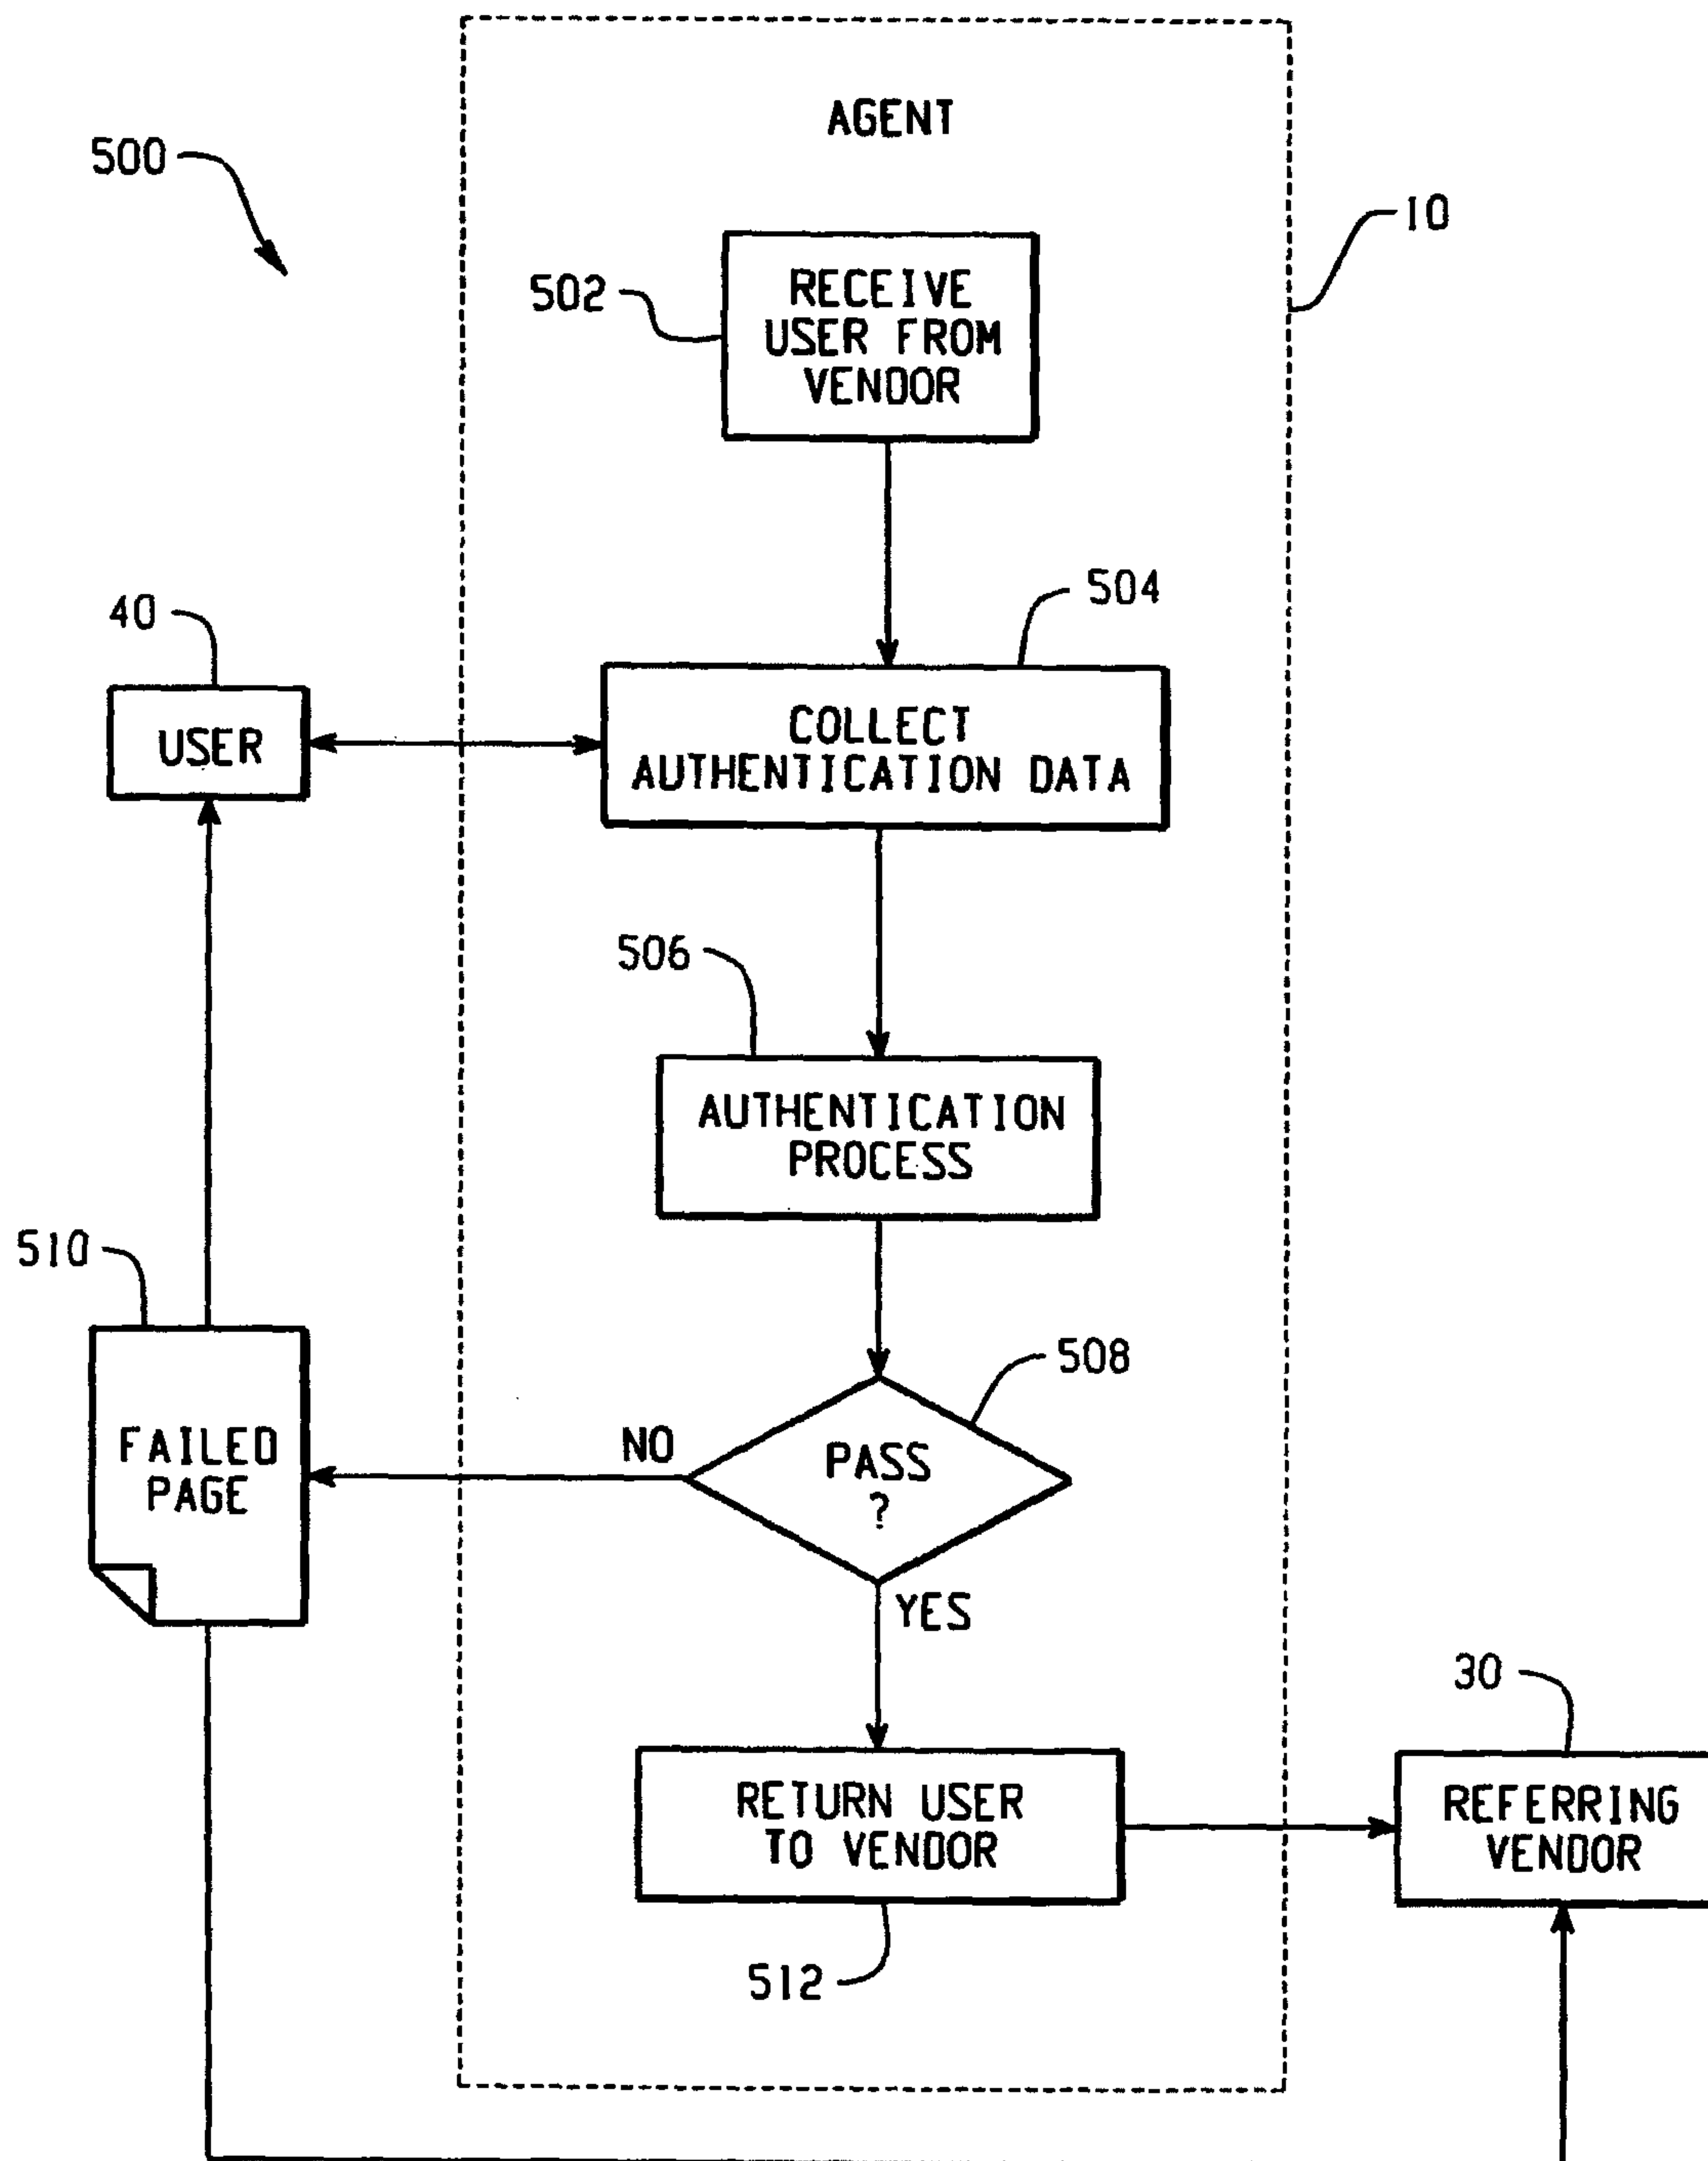 AGENT
500
10
502
RECEIVE
USER FROM
VENDOR
504
40
USER
COLLECT
AUTHENTICATION DATA
506
AUTHENTICATION
PROCESS
510
508
FAILED
PAGE
NO
PASS
?
YES
30
RETURN USER
TO VENDOR
REFERRING
VENDOR
512